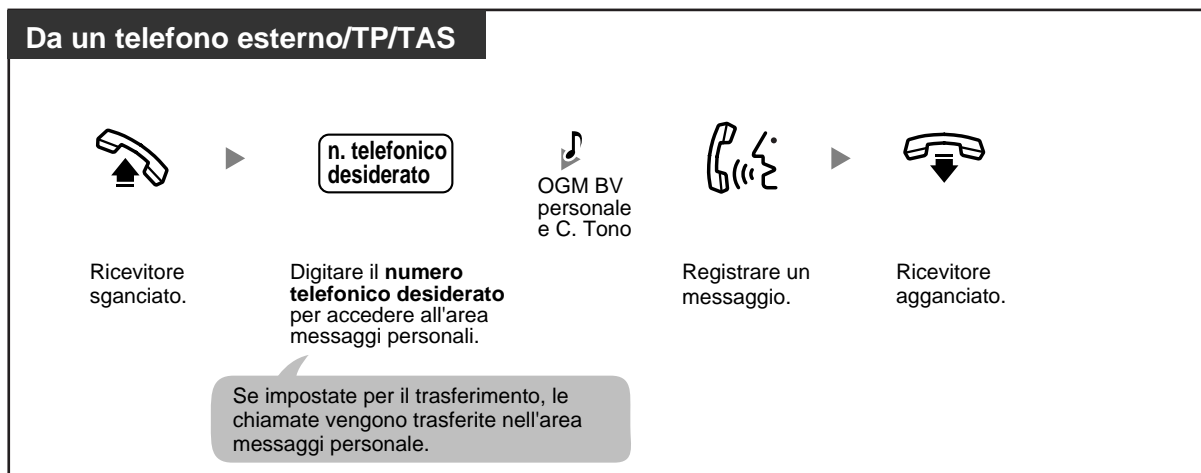 Da un telefono esterno/TP/TAS
n. telefonico
desiderato
OGM BV
personale
e C. Tono
Ricevitore
sganciato.
Digitare il numero
telefonico desiderato
per accedere all'area
messaggi personali.
Registrare un
messaggio.
Ricevitore
agganciato.
Se impostate per il trasferimento, le
chiamate vengono trasferite nell'area
messaggi personale.